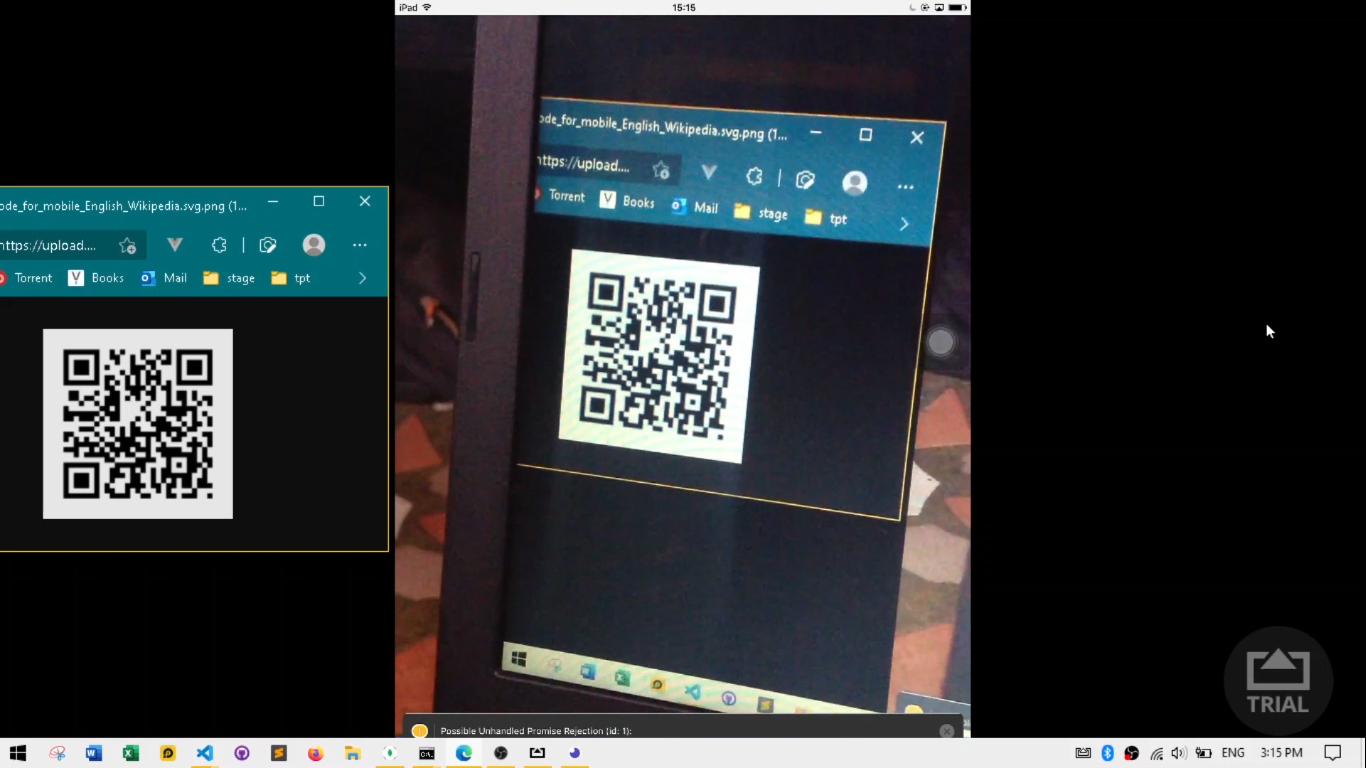 iPad
15:15
ode_for_mobile_English_Wikipedia.svg.png (1...
https://upload....
Torrent
Books
Mail
stage
tpt
ode_for_mobile_English_Wikipedia.svg.png (1...
https://upload....
Torrent
Books
Mail
stage
tpt
Possible Unhandled Promise Rejection (id: 1):
TRIAL
ENG
3:15 PM